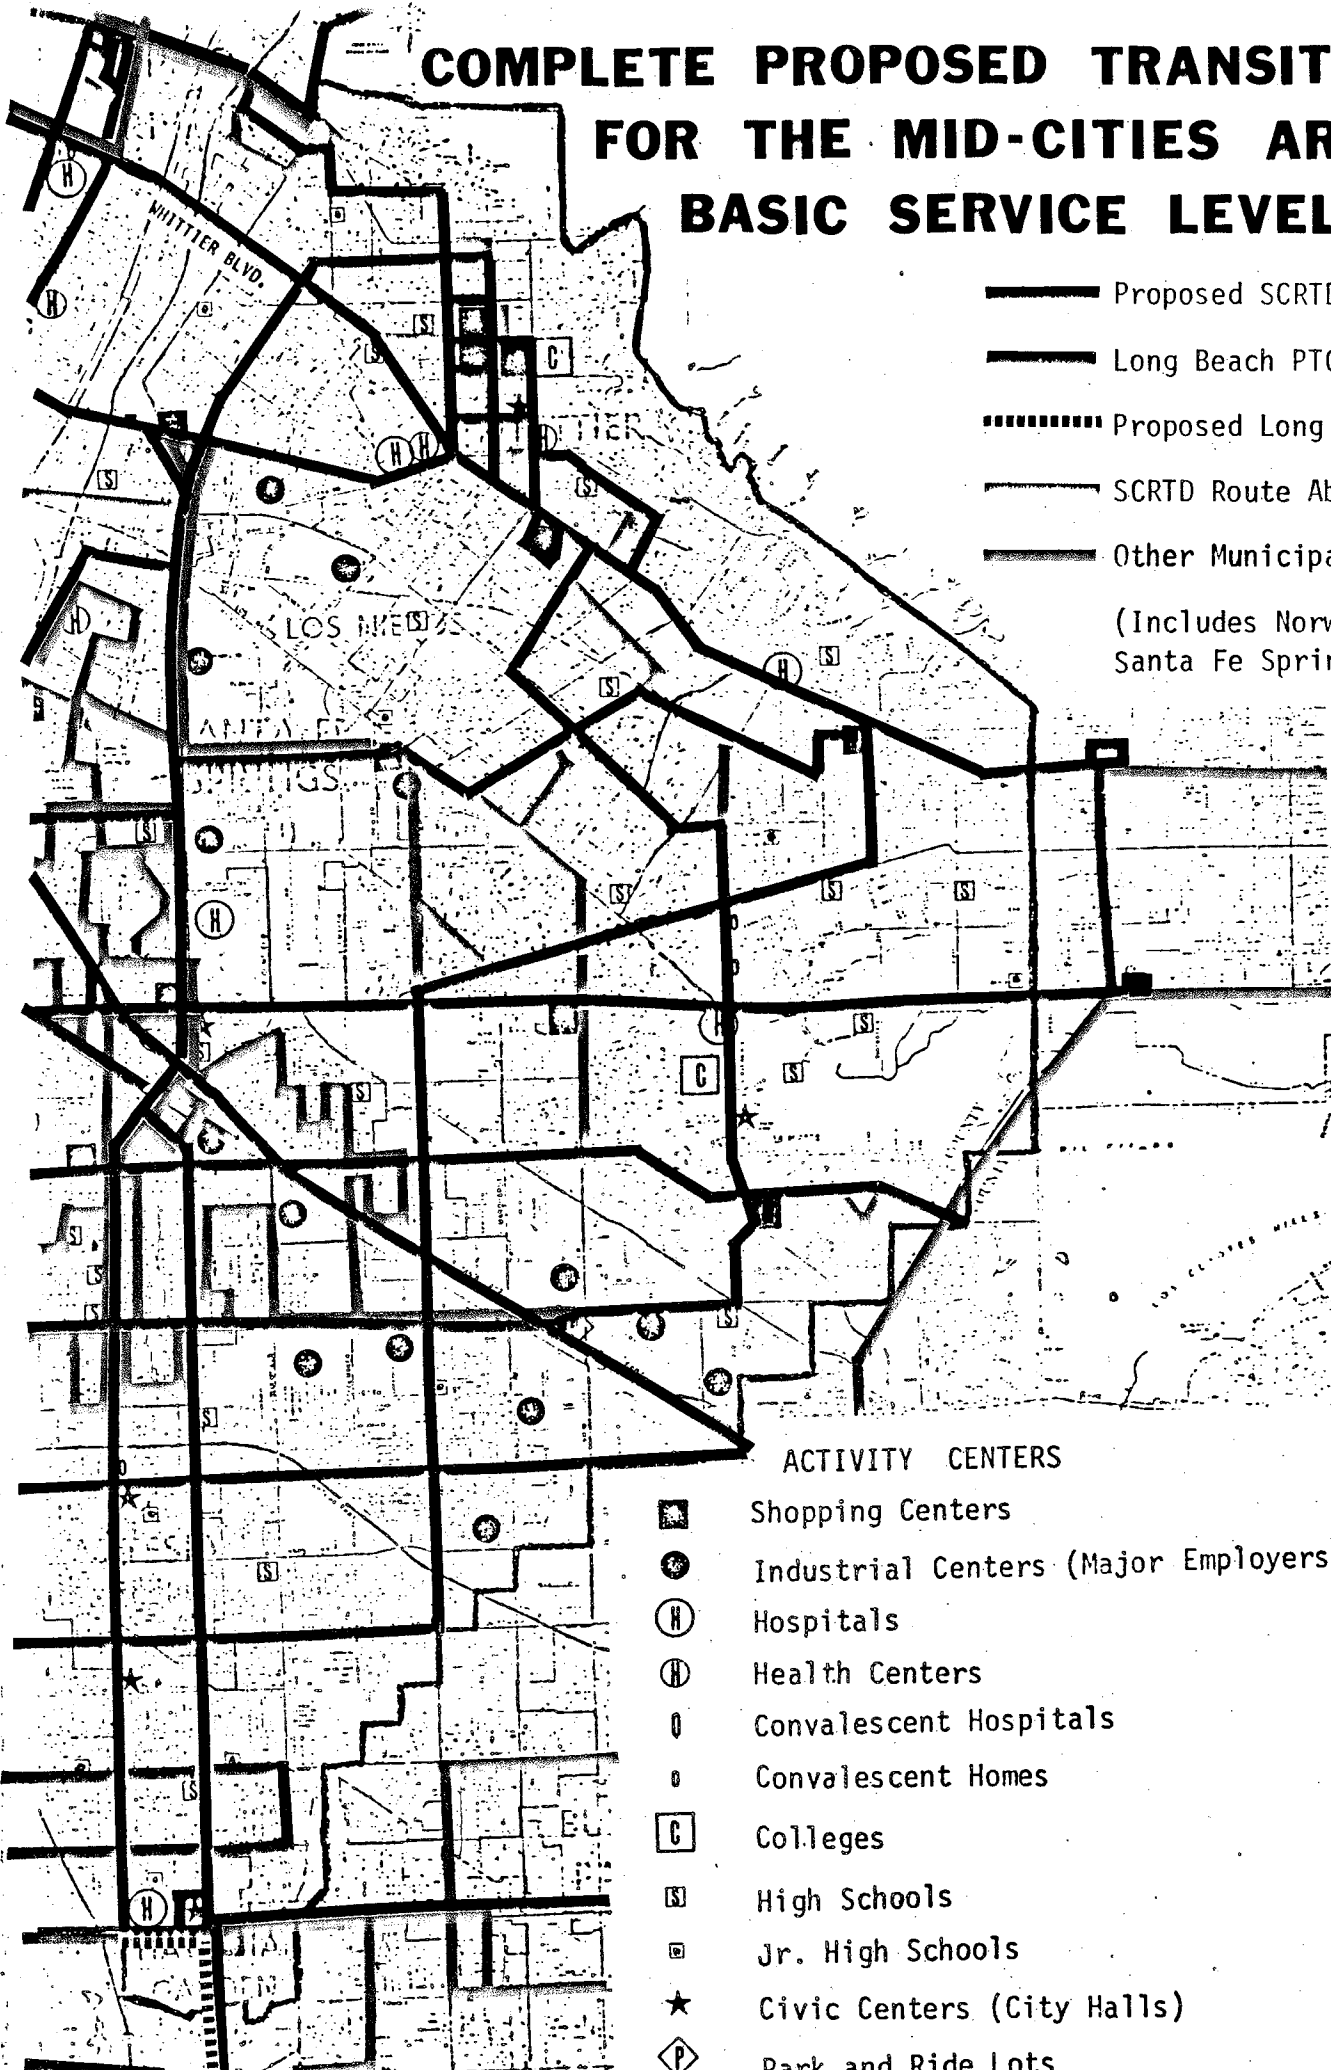 COMPLETE PROPOSED TRANSIT
FOR THE MID-CITIES AR
BASIC SERVICE LEVEL
Proposed SCRTD
Long Beach PTC
Proposed Long
SCRTD Route Ab
Other Municipa
(Includes Norw
Santa Fe Sprin
WHITTIER BLVD.
H
H
S
S
C
H
H
H
S
S
H
LOS NIETOS
S
S
H
S
S
H
S
S
S
H
S
C
S
S
S
S
S
S
S
S
S
S
H
LOS COYOTES HILLS
ACTIVITY CENTERS
Shopping Centers
Industrial Centers (Major Employers
H Hospitals
H Health Centers
Convalescent Hospitals
Convalescent Homes
C Colleges
S High Schools
Jr. High Schools
Civic Centers (City Halls)
P Park and Ride Lots